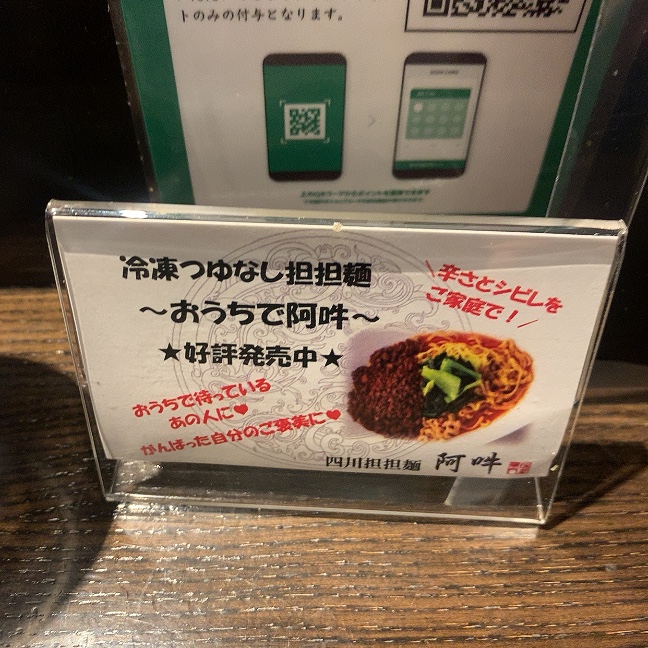 トのみの付与となります。
冷凍つゆなし担担麺
～おうちで阿吽～
★好評発売中★
＼辛さとシビレを
ご家庭で！／
おうちで待っている
あの人に♥
がんばった自分のご褒美に♥
四川担担麺 阿吽